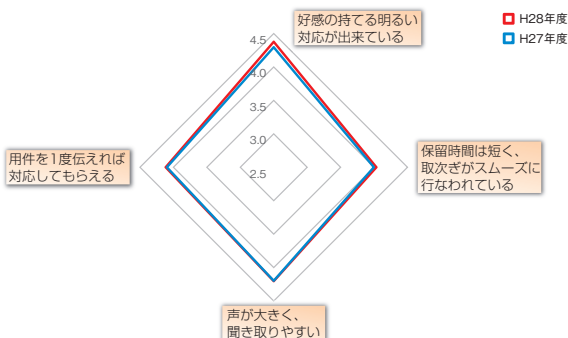 好感の持てる明るい
対応が出来ている
H28年度
H27年度
4.5
4.0
3.5
3.0
2.5
用件を1度伝えれば
対応してもらえる
保留時間は短く、
取次ぎがスムーズに
行なわれている
声が大きく、
聞き取りやすい